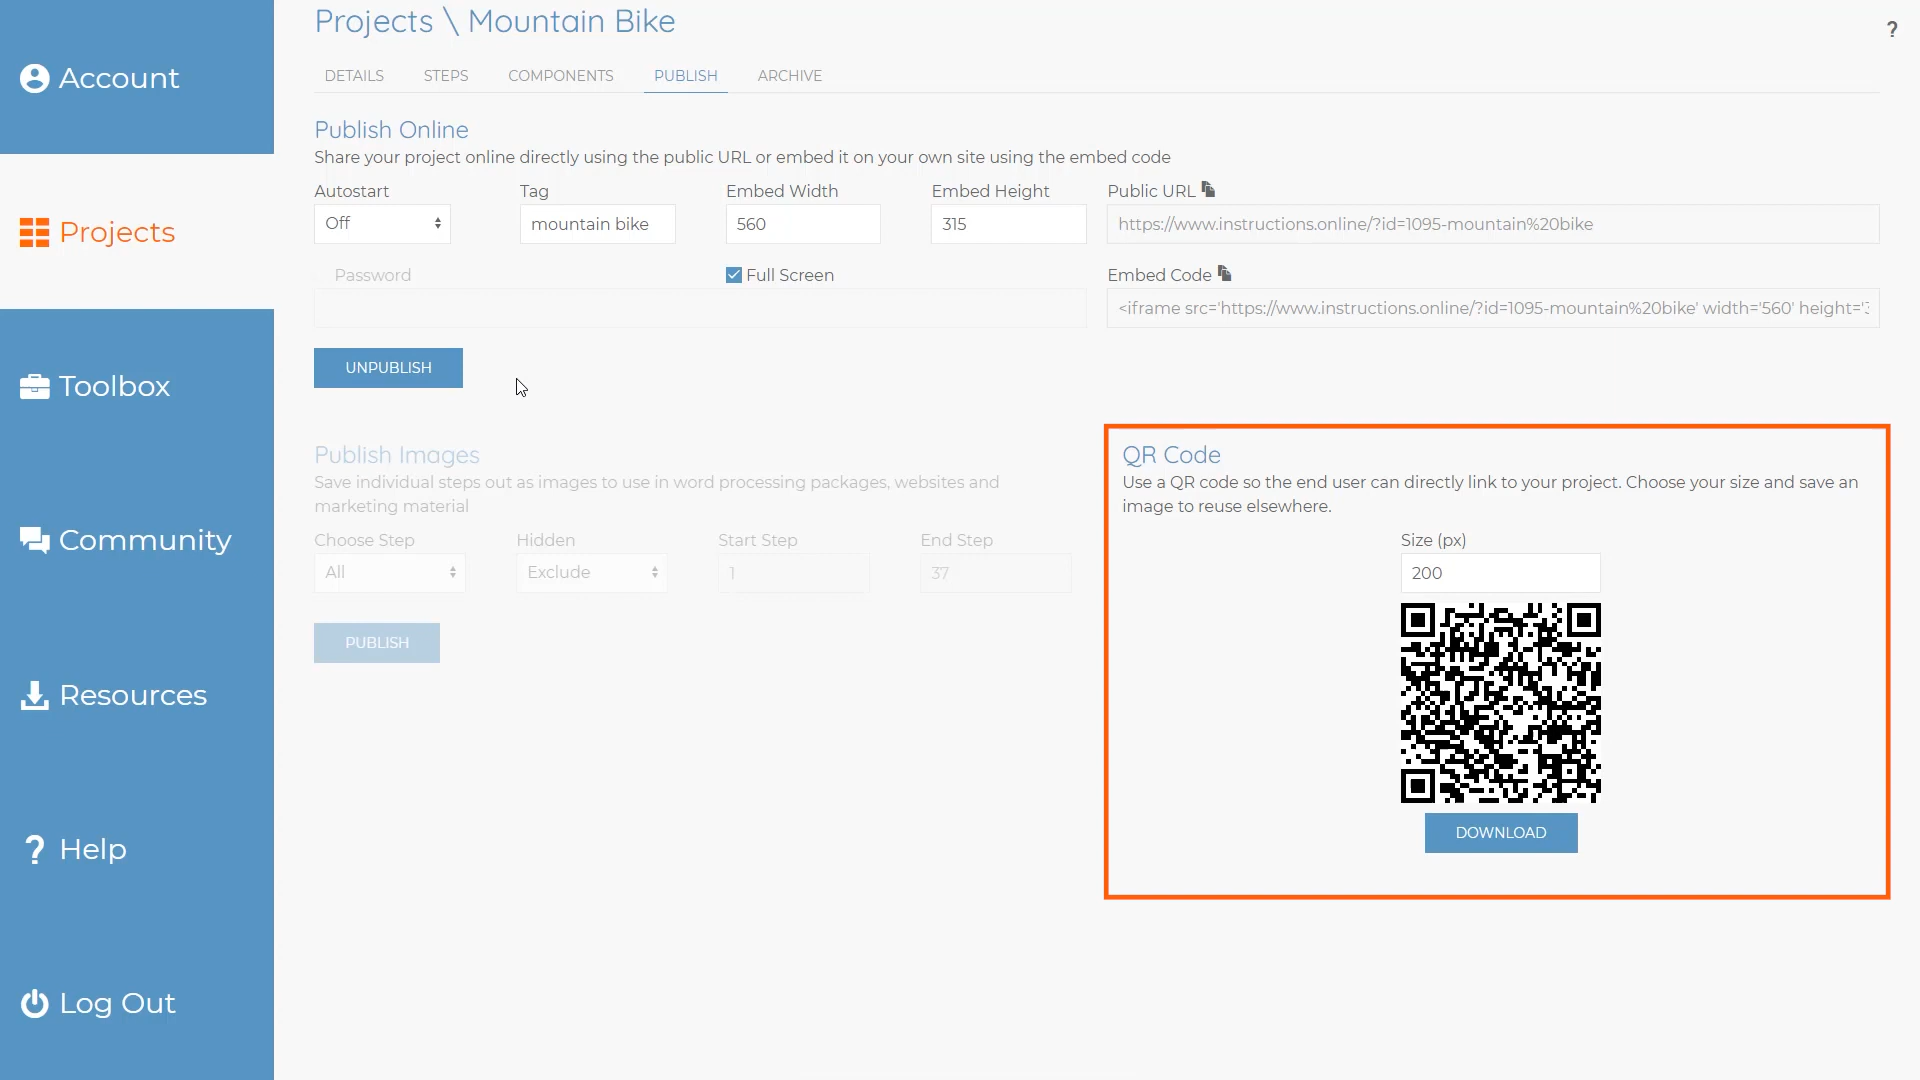 Account
Projects
Toolbox
Community
Resources
Help
Log Out
Projects \ Mountain Bike
?
DETAILS STEPS COMPONENTS PUBLISH ARCHIVE
Publish Online
Share your project online directly using the public URL or embed it on your own site using the embed code
Autostart Tag Embed Width Embed Height Public URL
Off mountain bike 560 315 https://www.instructions.online/?id=1095-mountain%20bike
Password Full Screen Embed Code
<iframe src='https://www.instructions.online/?id=1095-mountain%20bike' width='560' height='3
UNPUBLISH
Publish Images
Save individual steps out as images to use in word processing packages, websites and
marketing material
Choose Step Hidden Start Step End Step
All Exclude 1 37
PUBLISH
QR Code
Use a QR code so the end user can directly link to your project. Choose your size and save an
image to reuse elsewhere.
Size (px)
200
DOWNLOAD